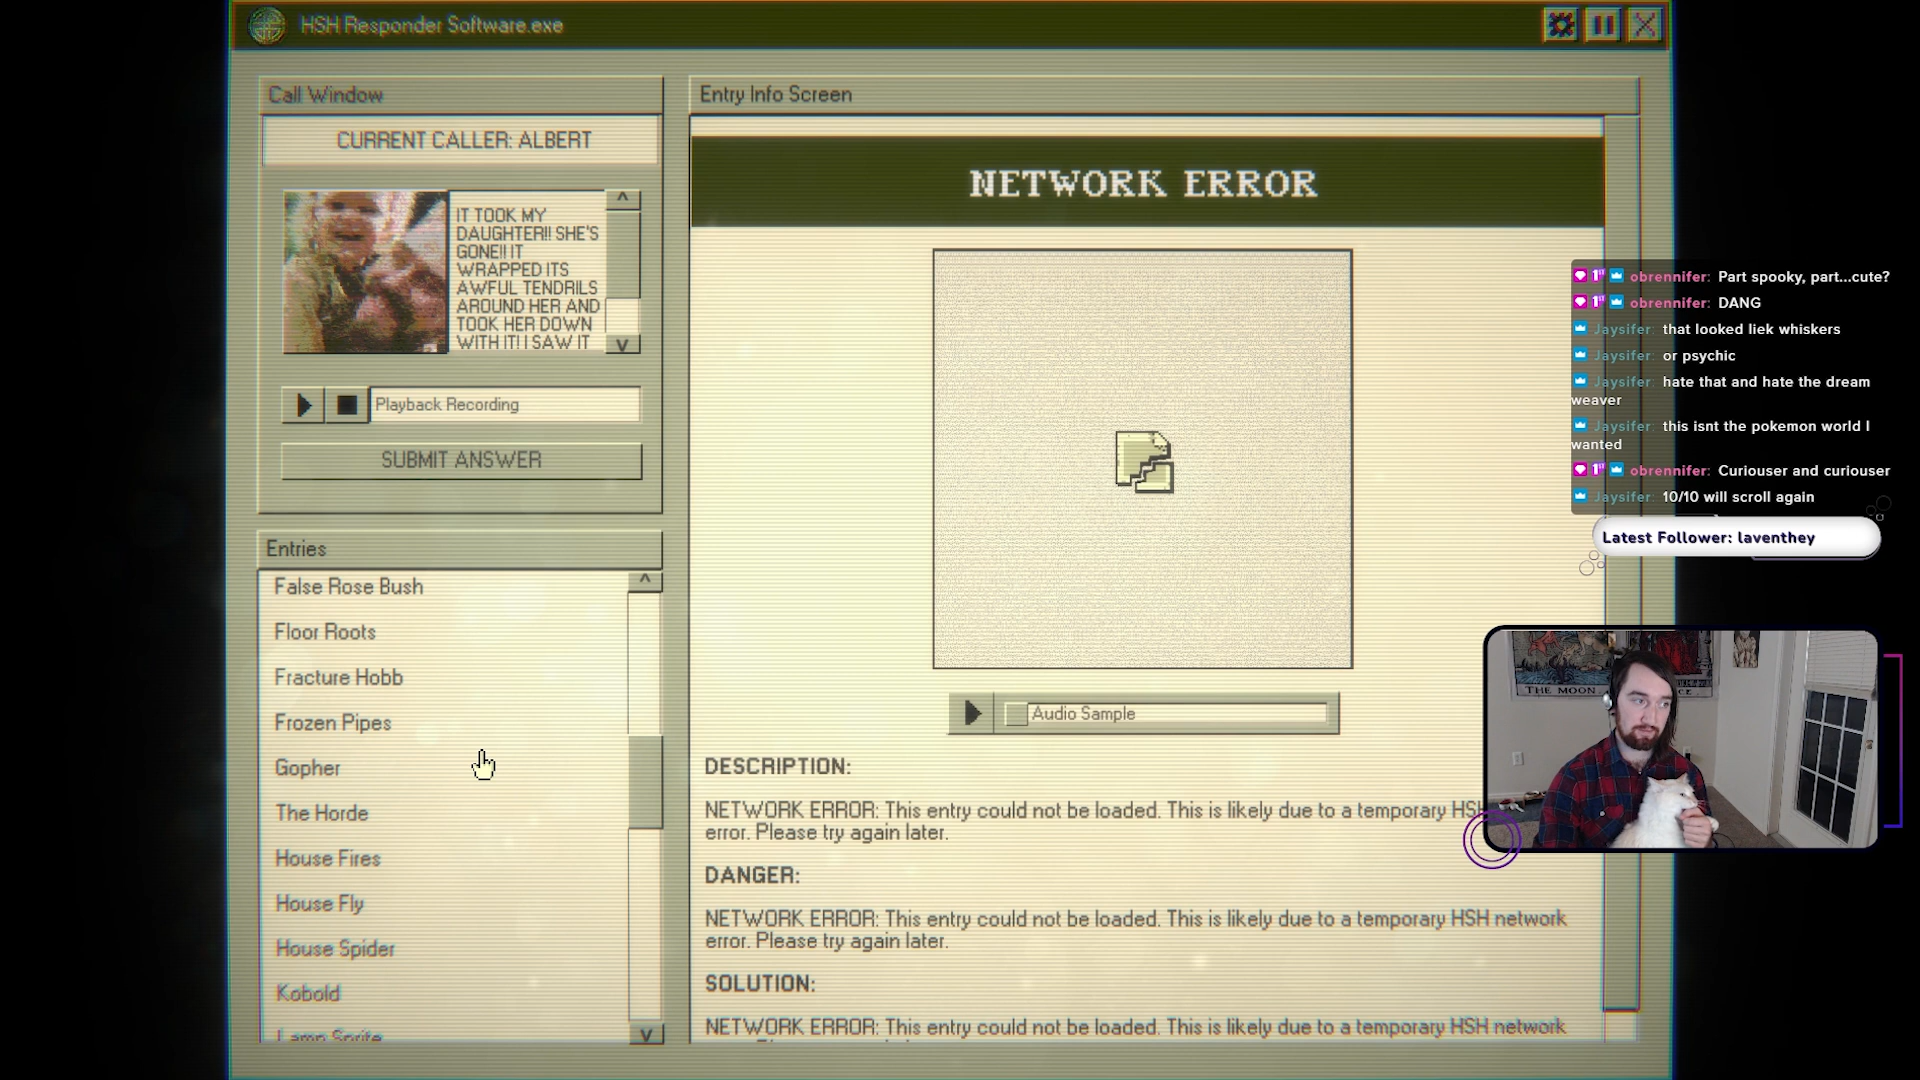 HSH Responder Software.exe
Call Window
CURRENT CALLER: ALBERT
IT TOOK MY
DAUGHTER!! SHE'S
GONE!! IT
WRAPPED ITS
AWFUL TENDRILS
AROUND HER AND
TOOK HER DOWN
WITH IT! I SAW IT
Playback Recording
SUBMIT ANSWER
Entries
False Rose Bush
Floor Roots
Fracture Hobb
Frozen Pipes
Gopher
The Horde
House Fires
House Fly
House Spider
Kobold
Lamp Sprite
Entry Info Screen
NETWORK ERROR
Audio Sample
DESCRIPTION:
NETWORK ERROR: This entry could not be loaded. This is likely due to a temporary HSH
error. Please try again later.
DANGER:
NETWORK ERROR: This entry could not be loaded. This is likely due to a temporary HSH network
error. Please try again later.
SOLUTION:
NETWORK ERROR: This entry could not be loaded. This is likely due to a temporary HSH network
obrennifer: Part spooky, part...cute?
obrennifer: DANG
Jaysifer: that looked liek whiskers
Jaysifer: or psychic
Jaysifer: hate that and hate the dream
weaver
Jaysifer: this isnt the pokemon world I
wanted
obrennifer: Curiouser and curiouser
Jaysifer: 10/10 will scroll again
Latest Follower: laventhey
THE MOON